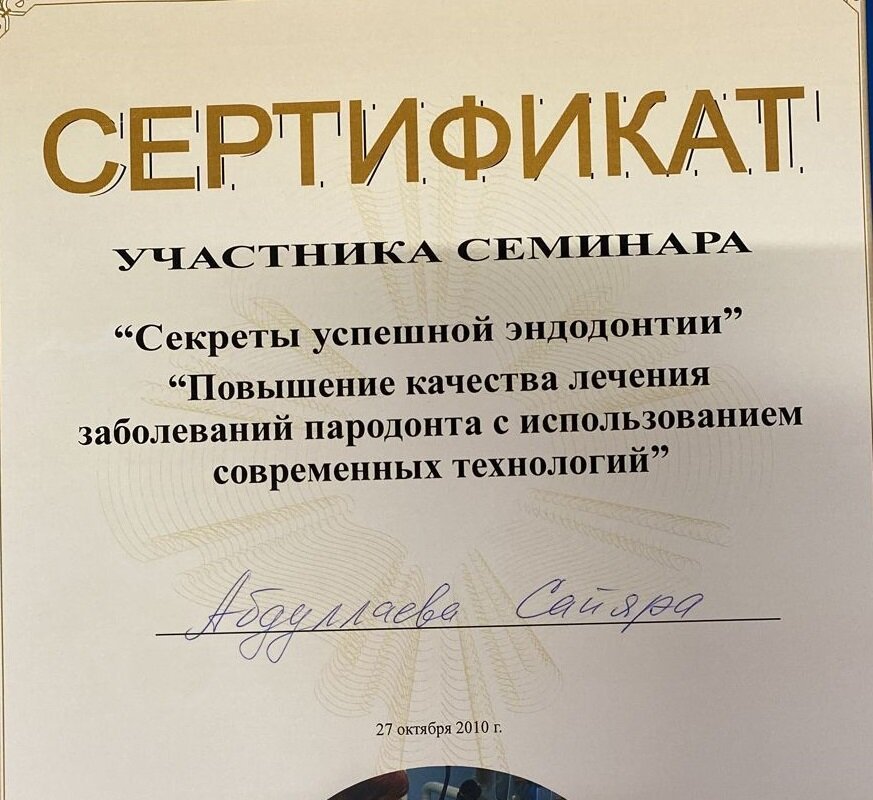 СЕРТИФИКАТ
УЧАСТНИКА СЕМИНАРА
“Секреты успешной эндодонтии”
“Повышение качества лечения
заболеваний пародонта с использованием
современных технологий”
Абдуллаева Сайяра
27 октября 2010 г.